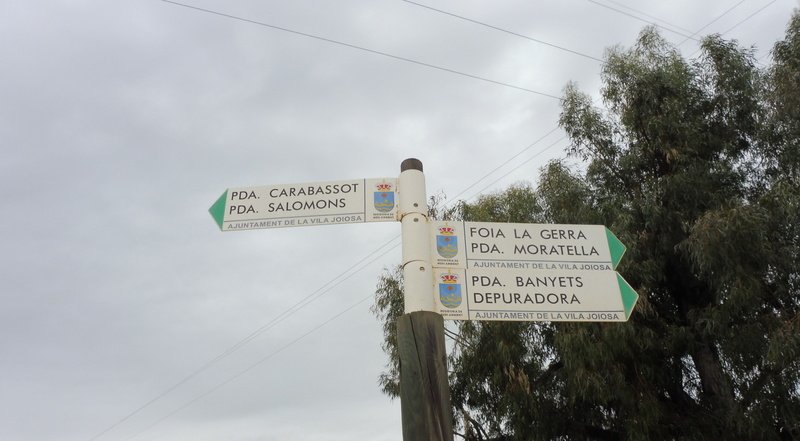 PDA. CARABASSOT
PDA. SALOMONS
AJUNTAMENT DE LA VILA JOIOSA
FOIA LA GERRA
PDA. MORATELLA
AJUNTAMENT DE LA VILA JOIOSA
PDA. BANYETS
DEPURADORA
AJUNTAMENT DE LA VILA JOIOSA